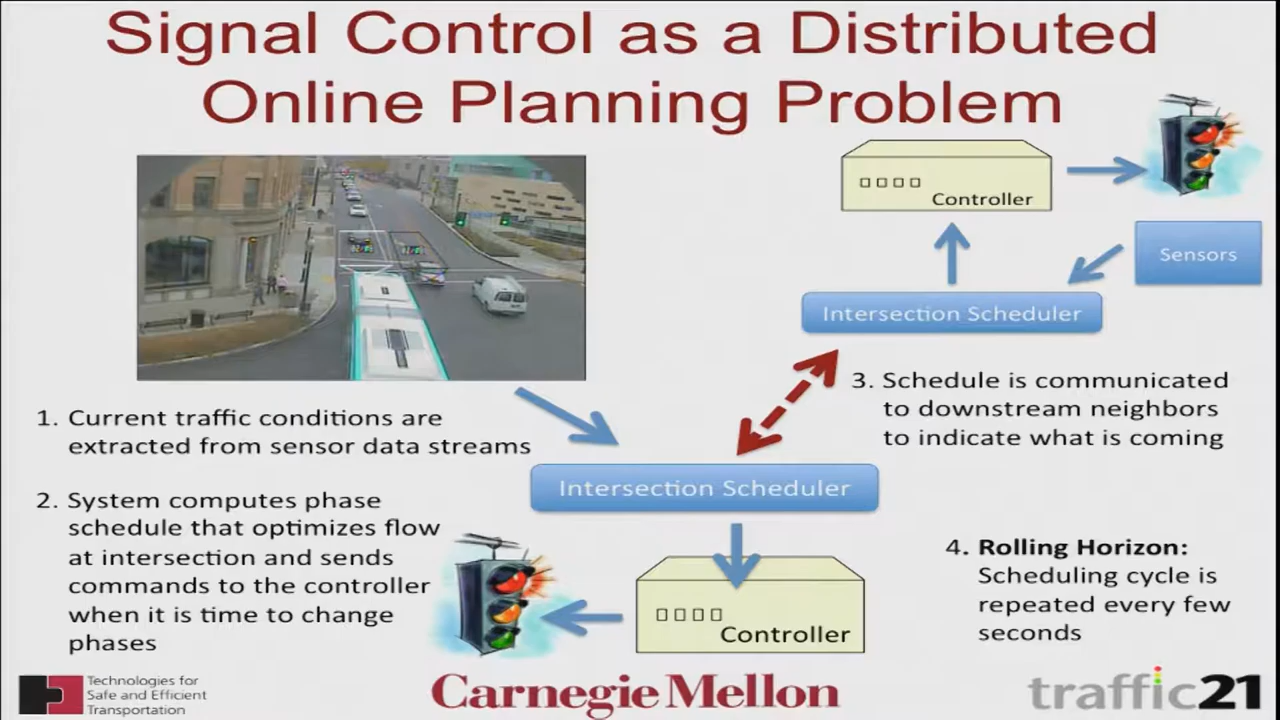 Signal Control as a Distributed
Online Planning Problem
Controller
Sensors
Intersection Scheduler
1. Current traffic conditions are
extracted from sensor data streams
3. Schedule is communicated
to downstream neighbors
to indicate what is coming
Intersection Scheduler
2. System computes phase
schedule that optimizes flow
at intersection and sends
commands to the controller
when it is time to change
phases
Controller
4. Rolling Horizon:
Scheduling cycle is
repeated every few
seconds
Technologies for
Safe and Efficient
Transportation
Carnegie Mellon
traffic21